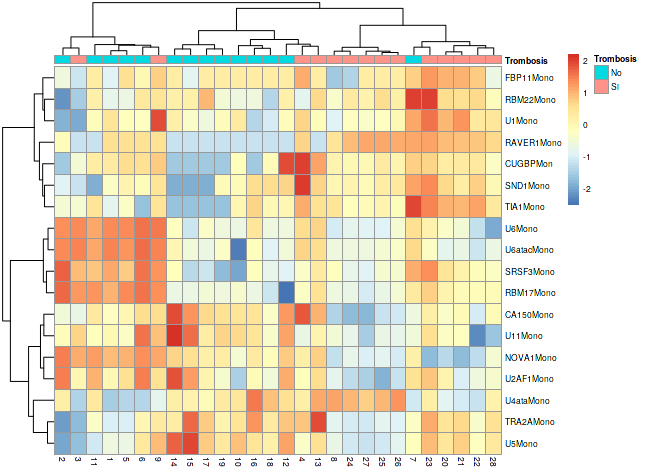 Trombosis
Trombosis
No
SI
2
1
0
-1
-2
FBP11Mono
RBM22Mono
U1Mono
RAVER1Mono
CUGBPMon
SND1Mono
TIA1Mono
U6Mono
U6atacMono
SRSF3Mono
RBM17Mono
CA150Mono
U11Mono
NOVA1Mono
U2AF1Mono
U4ataMono
TRA2AMono
U5Mono
2 3 11 1 5 6 9 14 15 17 19 10 16 18 12 4 13 8 24 27 25 26 7 23 20 21 22 28